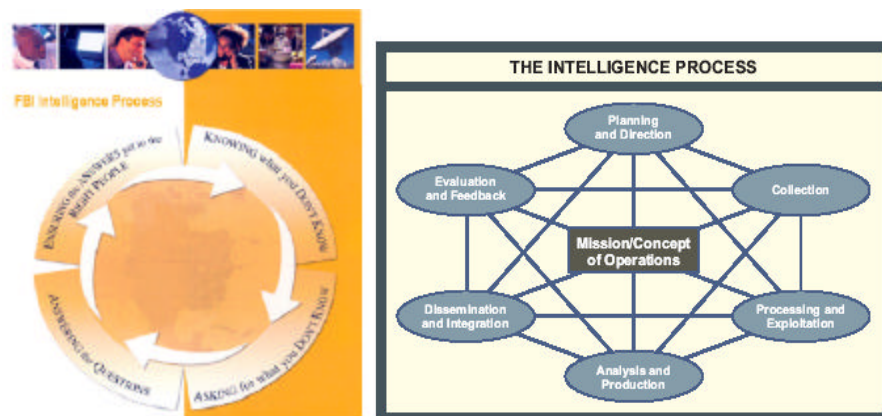 FBI Intelligence Process
KNOWING what you DON'T KNOW
ASKING for what you DON'T KNOW
ANSWERING the QUESTIONS
ENSURING the ANSWERS get to the
RIGHT PEOPLE
THE INTELLIGENCE PROCESS
Planning
and Direction
Evaluation
and Feedback
Collection
Mission/Concept
of Operations
Dissemination
and Integration
Processing and
Exploitation
Analysis and
Production